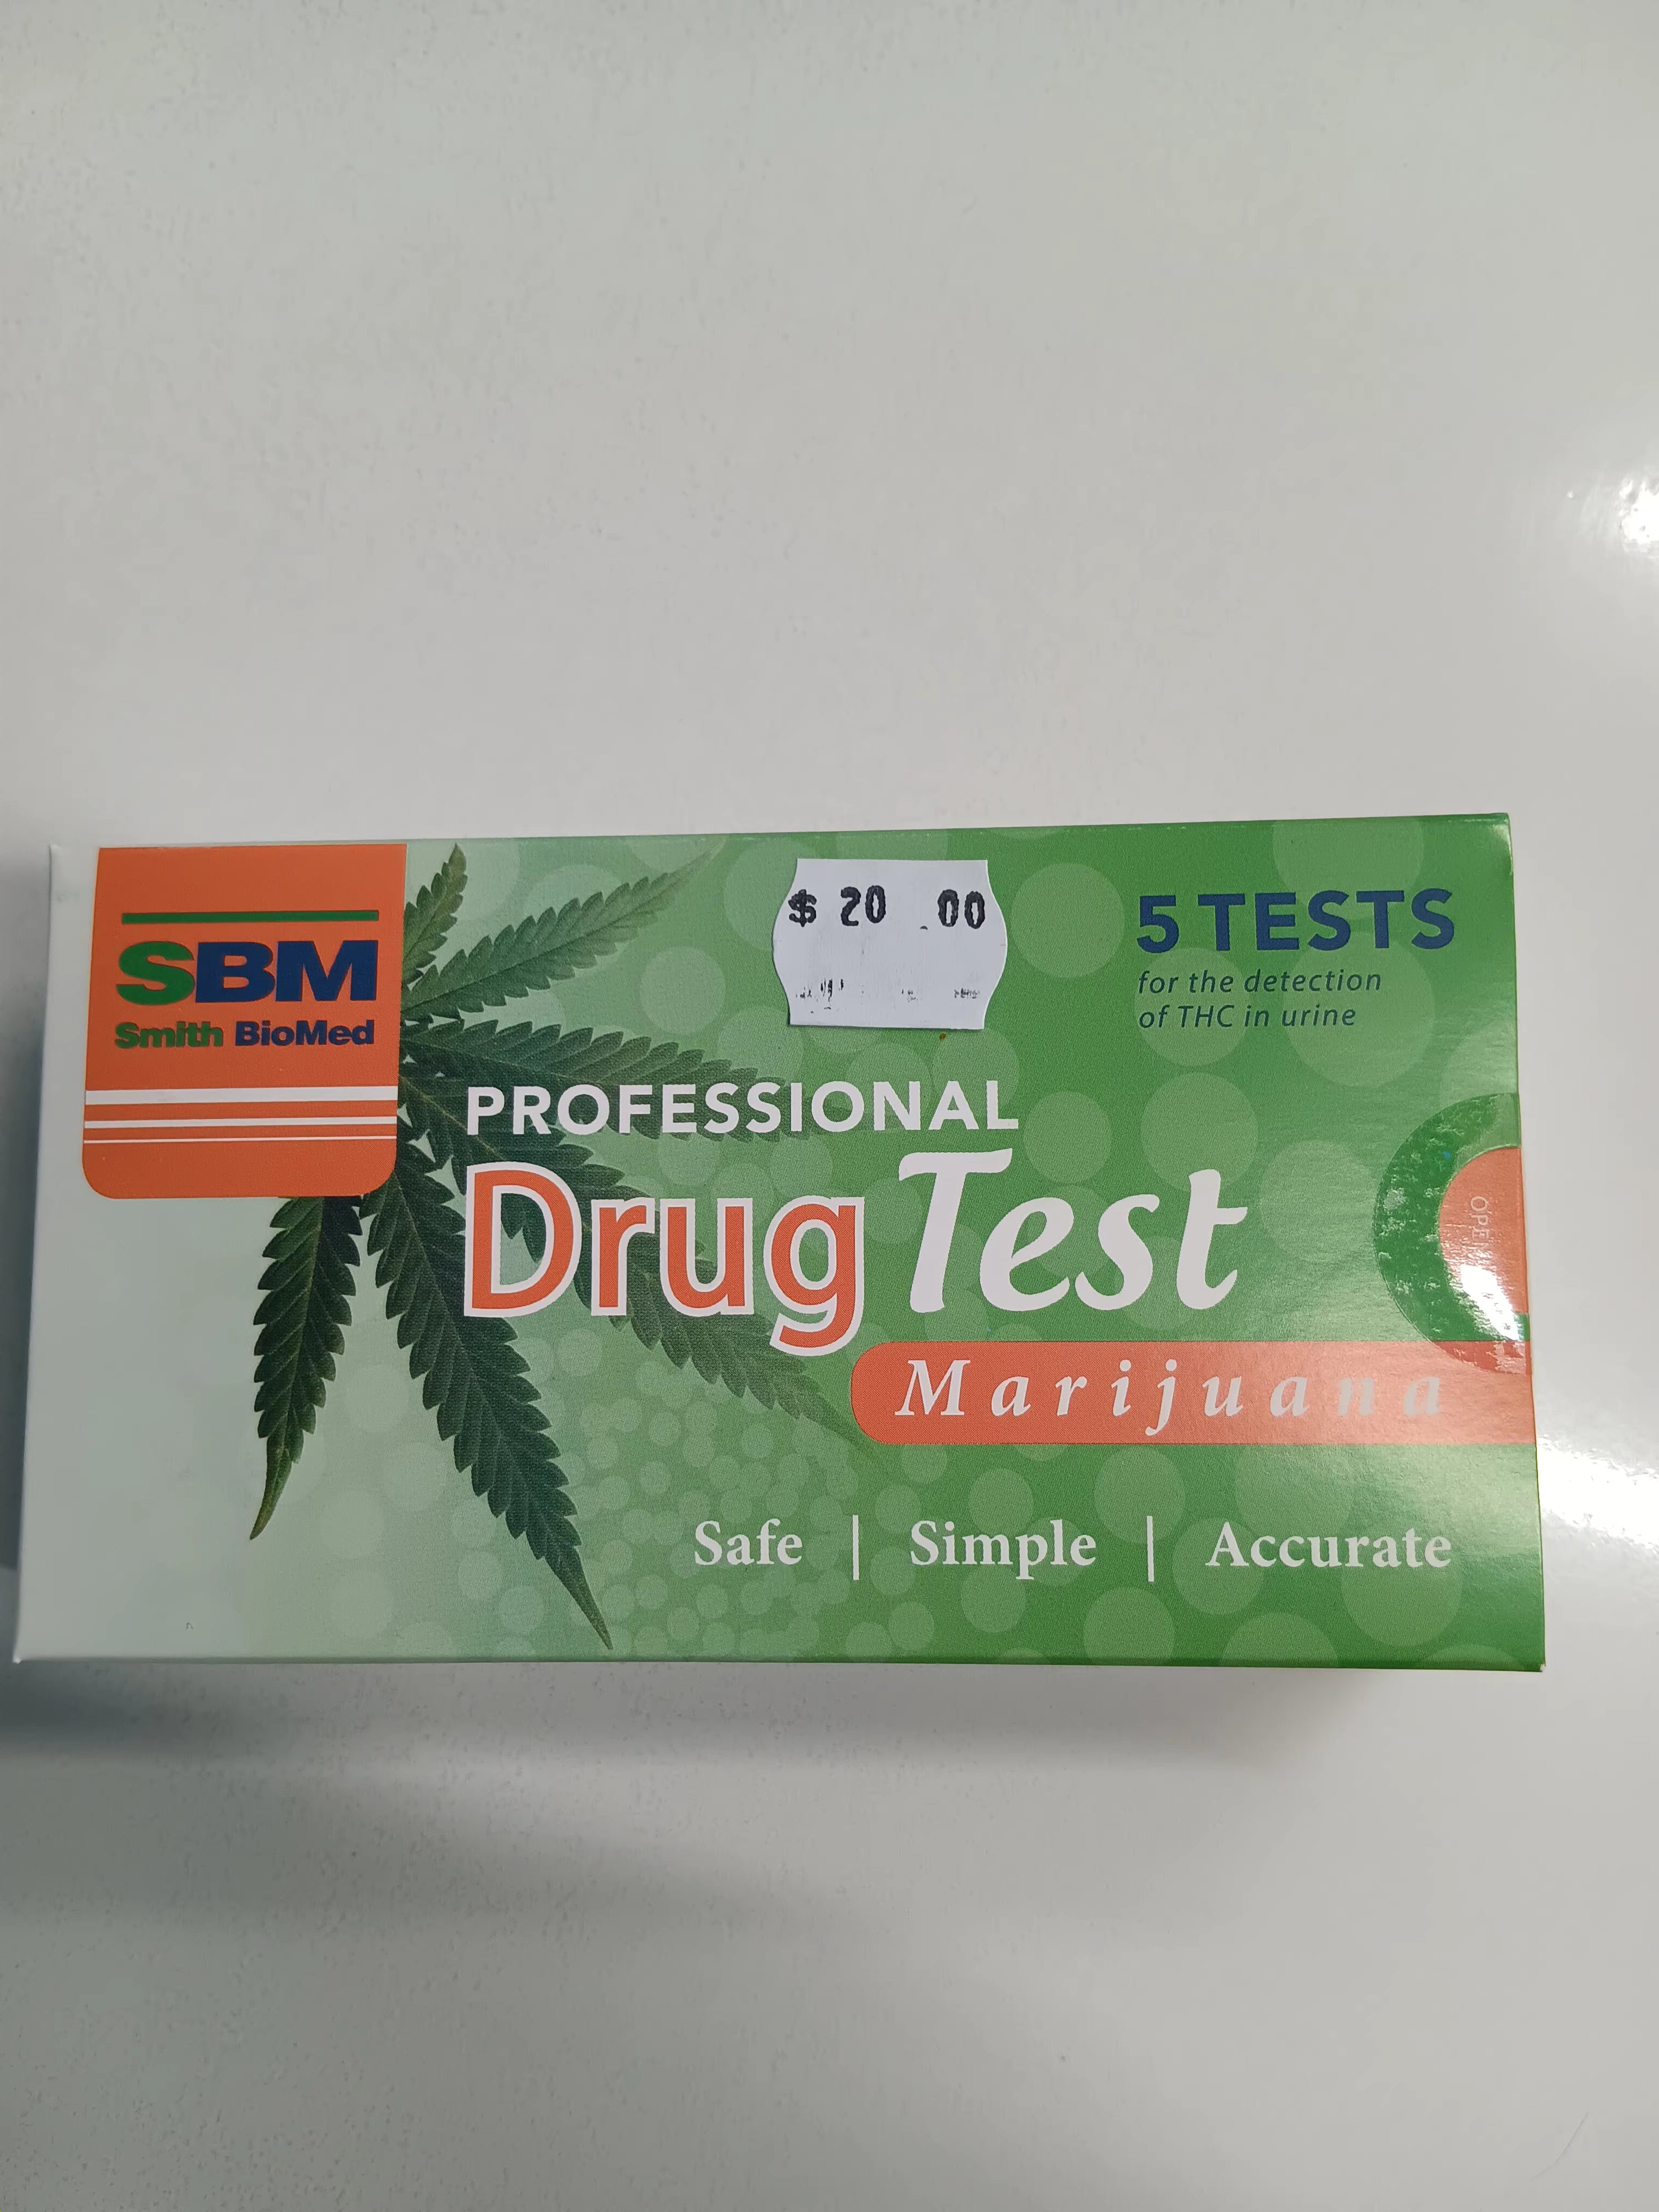 $ 20 .00
SBM
Smith BioMed
5 TESTS
for the detection
of THC in urine
PROFESSIONAL
Drug Test
Marijuana
OPEN
Safe | Simple | Accurate